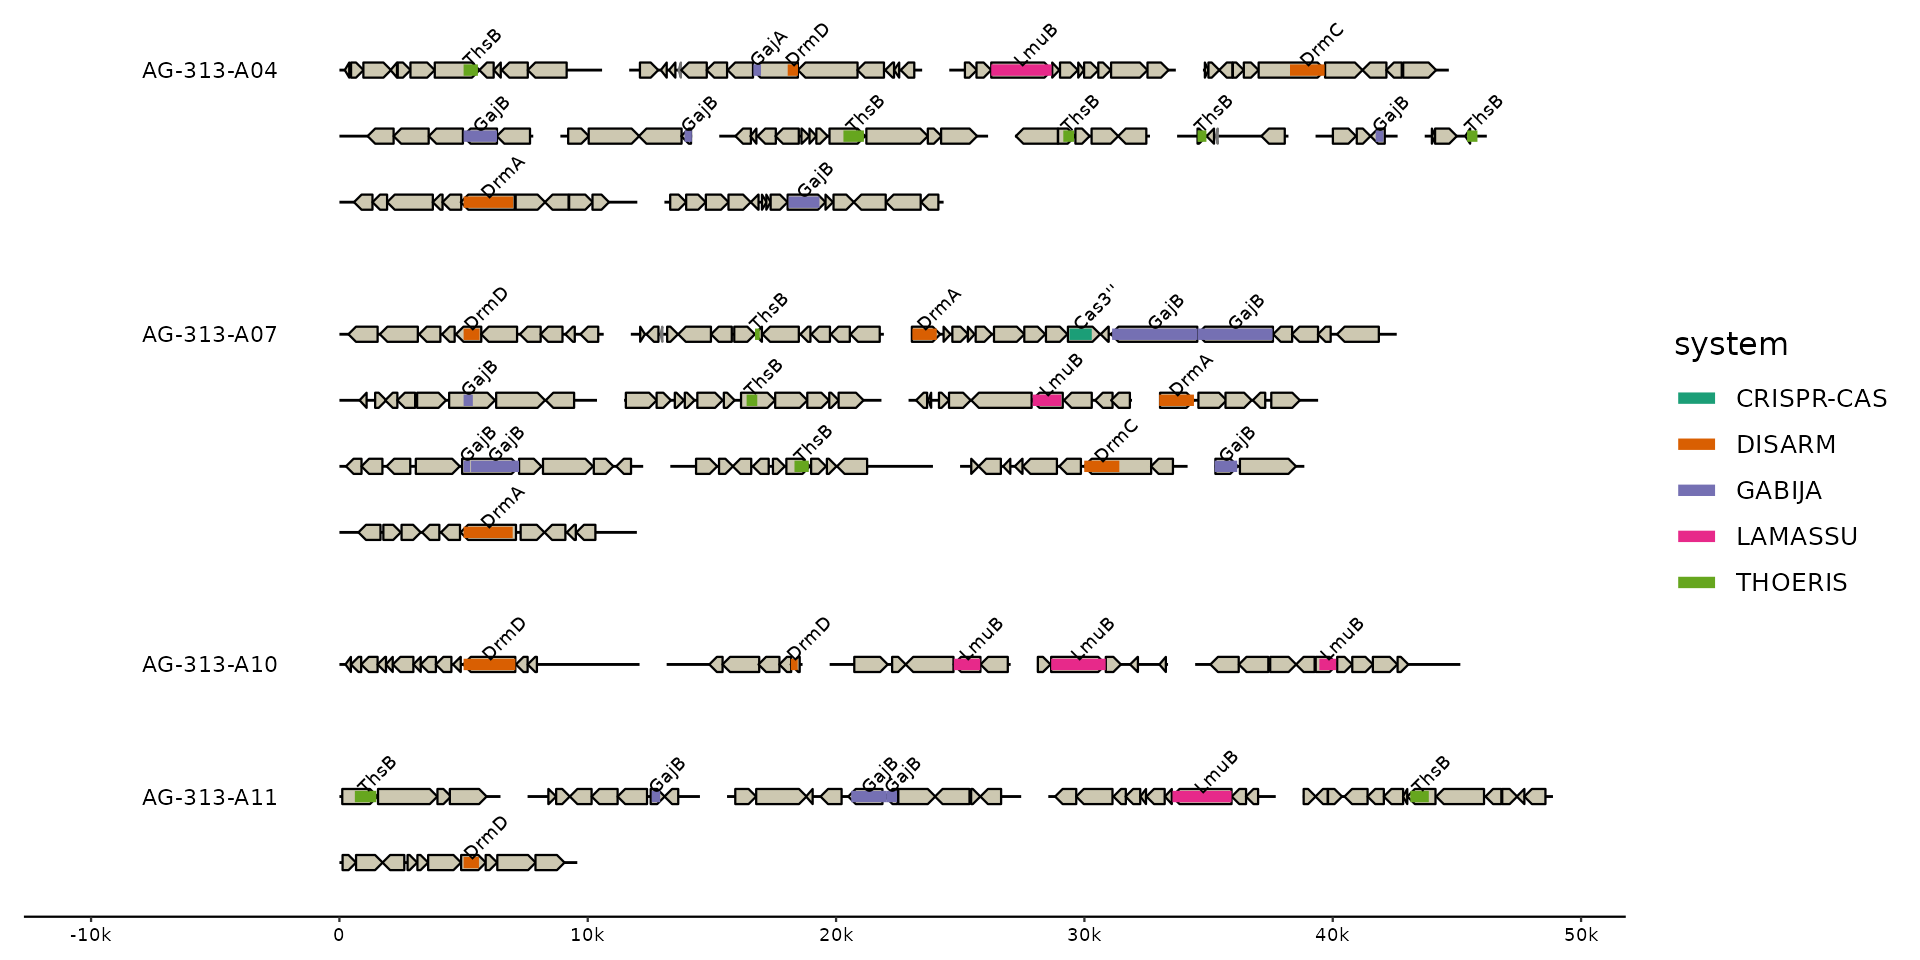 AG-313-A04 ThsB GajA DrmD LmuB DrmC
GajB GajB ThsB ThsB ThsB GajB ThsB
DrmA GajB
AG-313-A07 DrmD ThsB DrmA Cas3'' GajB GajB
GajB ThsB LmuB DrmA
GajB GajB ThsB DrmC GajB
DrmA
AG-313-A10 DrmD DrmD LmuB LmuB LmuB
AG-313-A11 ThsB GajB GajB GajB LmuB ThsB
DrmD
-10k 0 10k 20k 30k 40k 50k
system
CRISPR-CAS
DISARM
GABIJA
LAMASSU
THOERIS